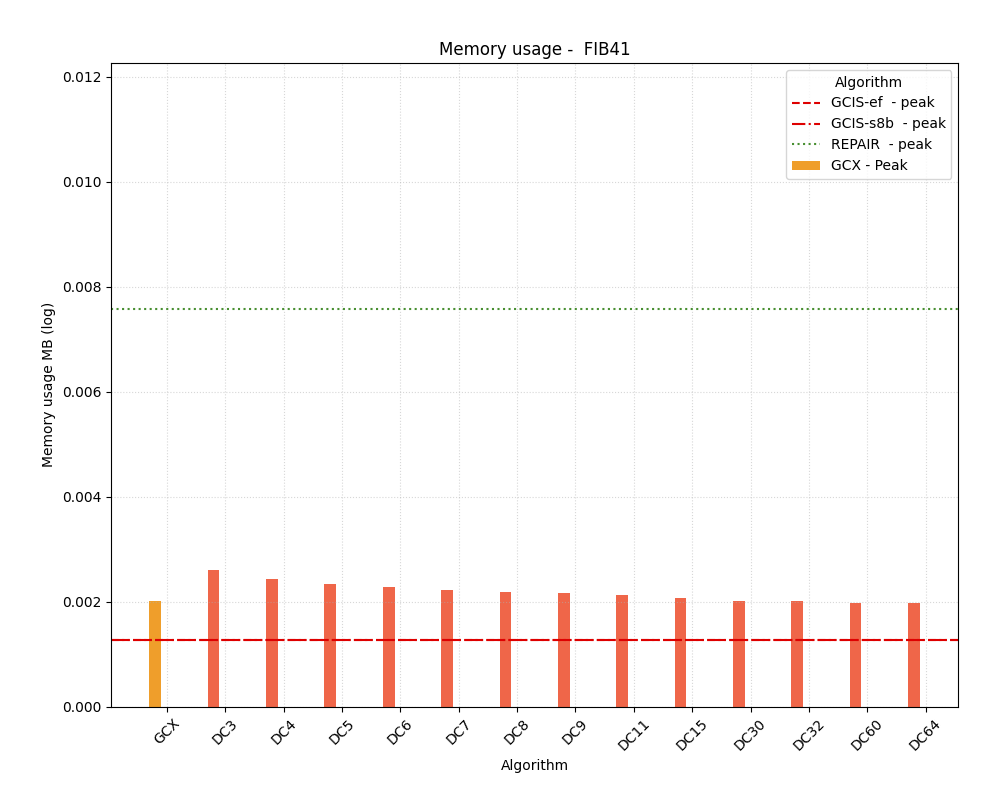 Memory usage -  FIB41
Algorithm
GCIS-ef  - peak
GCIS-s8b  - peak
REPAIR  - peak
GCX - Peak
Memory usage MB (log)
0.012
0.010
0.008
0.006
0.004
0.002
0.000
GCX
DC3
DC4
DC5
DC6
DC7
DC8
DC9
DC11
DC15
DC30
DC32
DC60
DC64
Algorithm